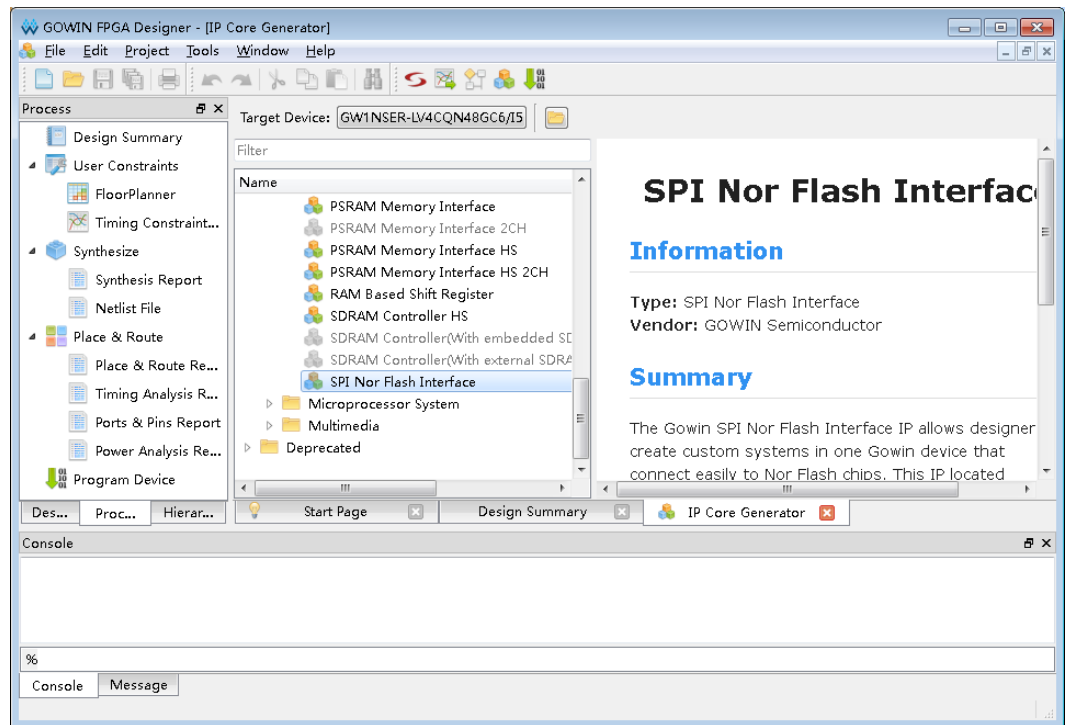 GOWIN FPGA Designer - [IP Core Generator]
File Edit Project Tools Window Help
Process
Design Summary
User Constraints
FloorPlanner
Timing Constraint...
Synthesize
Synthesis Report
Netlist File
Place & Route
Place & Route Re...
Timing Analysis R...
Ports & Pins Report
Power Analysis Re...
Program Device
Des... Proc... Hierar...
Target Device: GW1NSER-LV4CQN48GC6/I5
Filter
Name
PSRAM Memory Interface
PSRAM Memory Interface 2CH
PSRAM Memory Interface HS
PSRAM Memory Interface HS 2CH
RAM Based Shift Register
SDRAM Controller HS
SDRAM Controller(With embedded SD
SDRAM Controller(With external SDRA
SPI Nor Flash Interface
Microprocessor System
Multimedia
Deprecated
SPI Nor Flash Interfac
Information
Type: SPI Nor Flash Interface
Vendor: GOWIN Semiconductor
Summary
The Gowin SPI Nor Flash Interface IP allows designer
create custom systems in one Gowin device that
connect easily to Nor Flash chips. This IP located
Start Page Design Summary IP Core Generator
Console
%
Console Message